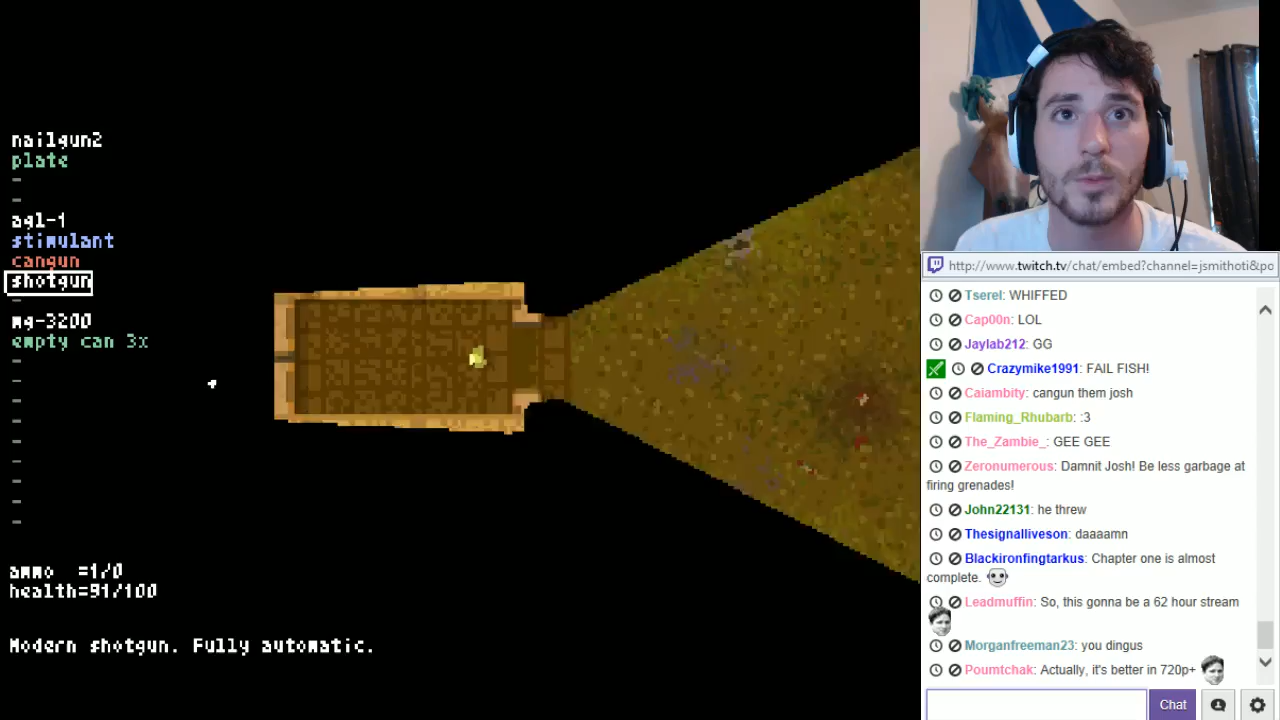 nailgun2
plate
-
-
agl-1
stimulant
cangun
shotgun
-
mg-3200
empty can 3x
-
-
-
-
-
-
-
-
-
ammo =1/0
health=91/100
Modern shotgun. Fully automatic.
http://www.twitch.tv/chat/embed?channel=jsmithoti&po
Tserel: WHIFFED
Cap00n: LOL
Jaylab212: GG
Crazymike1991: FAIL FISH!
Caiambity: cangun them josh
Flaming_Rhubarb: :3
The_Zambie_: GEE GEE
Zeronumerous: Damnit Josh! Be less garbage at
firing grenades!
John22131: he threw
Thesignalliveson: daaaamn
Blackironfingtarkus: Chapter one is almost
complete.
Leadmuffin: So, this gonna be a 62 hour stream
Morganfreeman23: you dingus
Poumtchak: Actually, it's better in 720p+
Chat